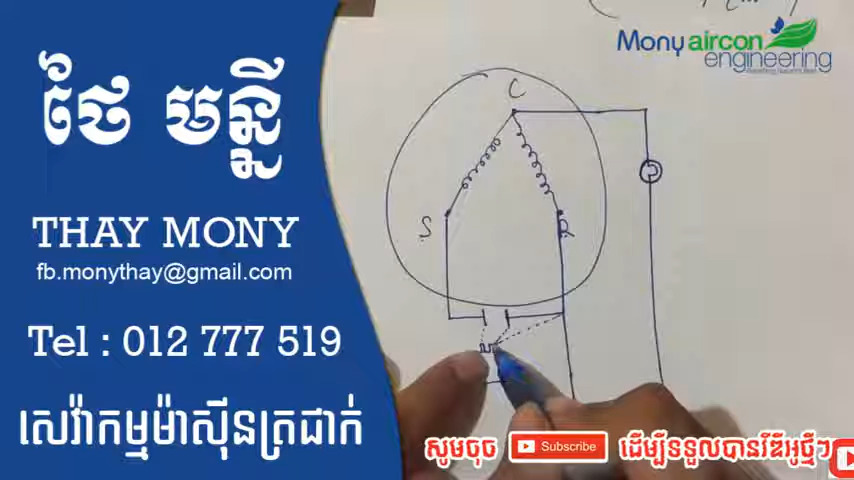 ថៃ មន្នី
THAY MONY
fb.monythay@gmail.com
Tel : 012 777 519
សេវ៉ាកម្មម៉ាស៊ីនត្រជាក់
Mony aircon
engineering
C
S
R
សូមចុច Subscribe ដើម្បីទទួលបានវីដីអូថ្មីៗ